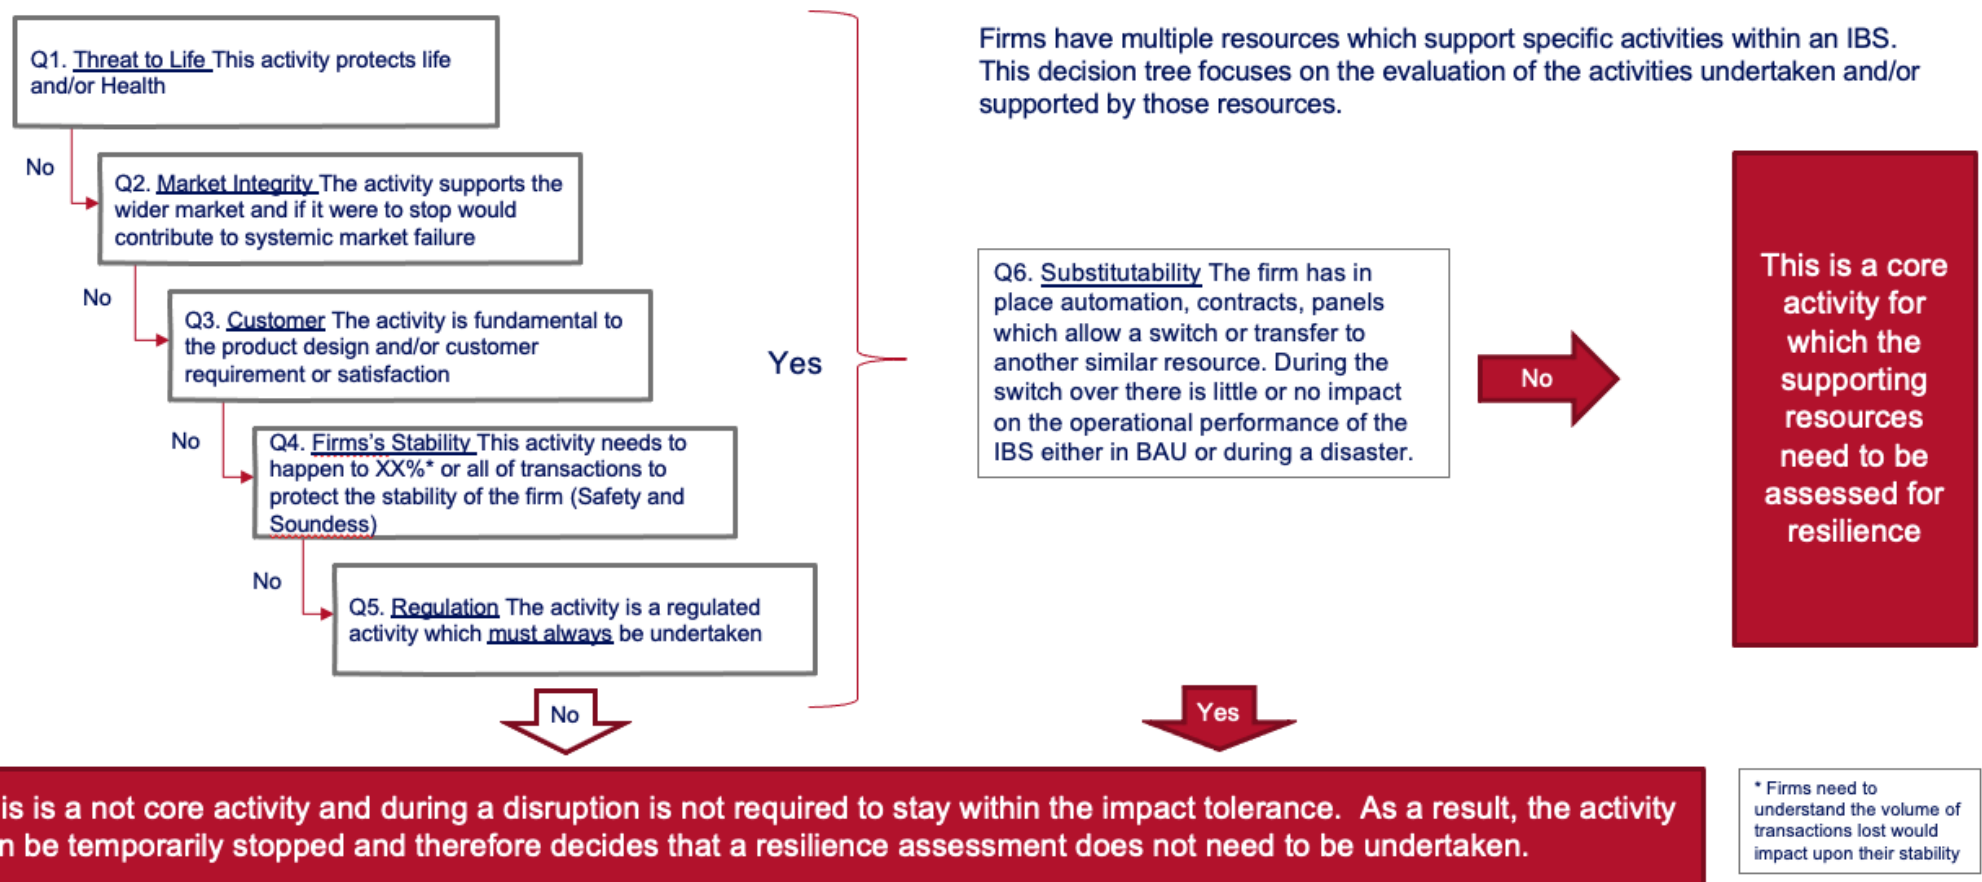 Q1. Threat to Life This activity protects life
and/or Health
No
Q2. Market Integrity The activity supports the
wider market and if it were to stop would
contribute to systemic market failure
No
Q3. Customer The activity is fundamental to
the product design and/or customer
requirement or satisfaction
No
Q4. Firms's Stability This activity needs to
happen to XX%* or all of transactions to
protect the stability of the firm (Safety and
Soundess)
No
Q5. Regulation The activity is a regulated
activity which must always be undertaken
No
Yes
Firms have multiple resources which support specific activities within an IBS.
This decision tree focuses on the evaluation of the activities undertaken and/or
supported by those resources.
Q6. Substitutability The firm has in
place automation, contracts, panels
which allow a switch or transfer to
another similar resource. During the
switch over there is little or no impact
on the operational performance of the
IBS either in BAU or during a disaster.
No
Yes
This is a core
activity for
which the
supporting
resources
need to be
assessed for
resilience
is is a not core activity and during a disruption is not required to stay within the impact tolerance. As a result, the activity
n be temporarily stopped and therefore decides that a resilience assessment does not need to be undertaken.
* Firms need to
understand the volume of
transactions lost would
impact upon their stability